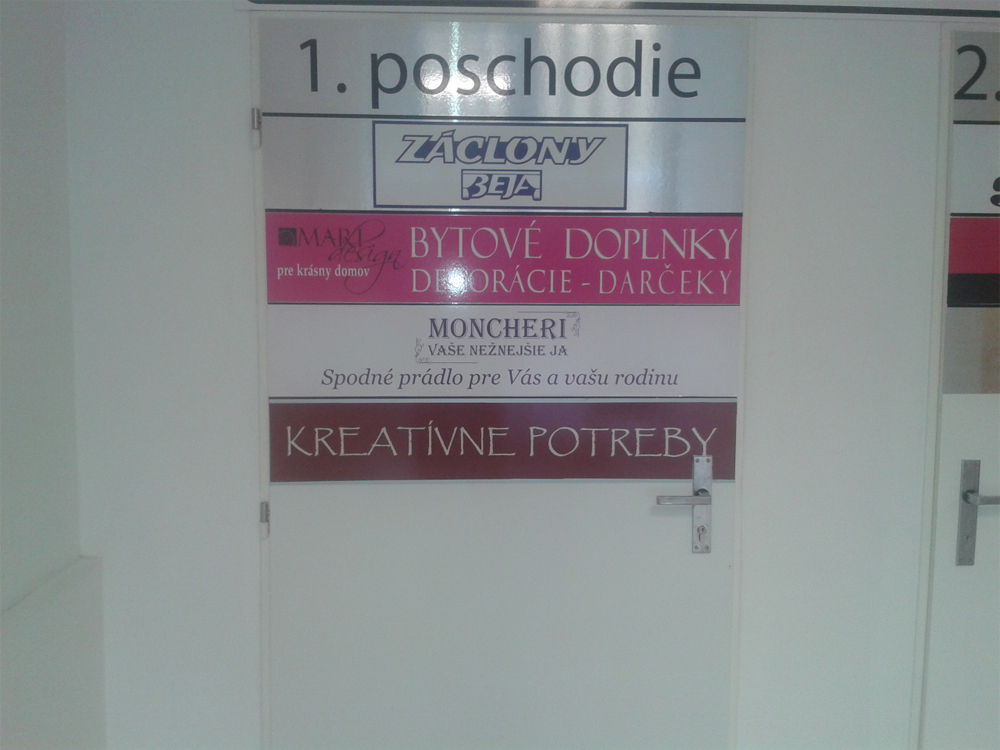 1. poschodie
ZÁCLONY
BEJA
MARI
design
pre krásny domov
BYTOVÉ DOPLNKY
DEKORÁCIE - DARČEKY
MONCHERI
VAŠE NEŽNEJŠIE JA
Spodné prádlo pre Vás a vašu rodinu
KREATÍVNE POTREBY
2.